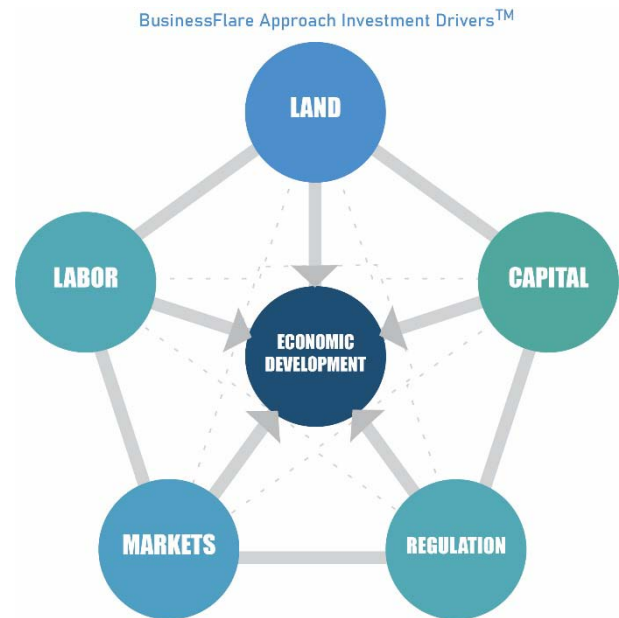 BusinessFlare Approach Investment Drivers™
LAND
LABOR
CAPITAL
ECONOMIC
DEVELOPMENT
MARKETS
REGULATION